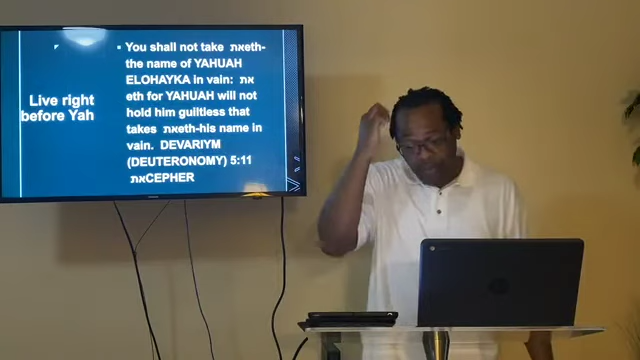 Live right
before Yah
▪ You shall not take את eth-
the name of YAHUAH
ELOHAYKA in vain: את
eth for YAHUAH will not
hold him guiltless that
takes את eth-his name in
vain. DEVARIYM
(DEUTERONOMY) 5:11
את CEPHER